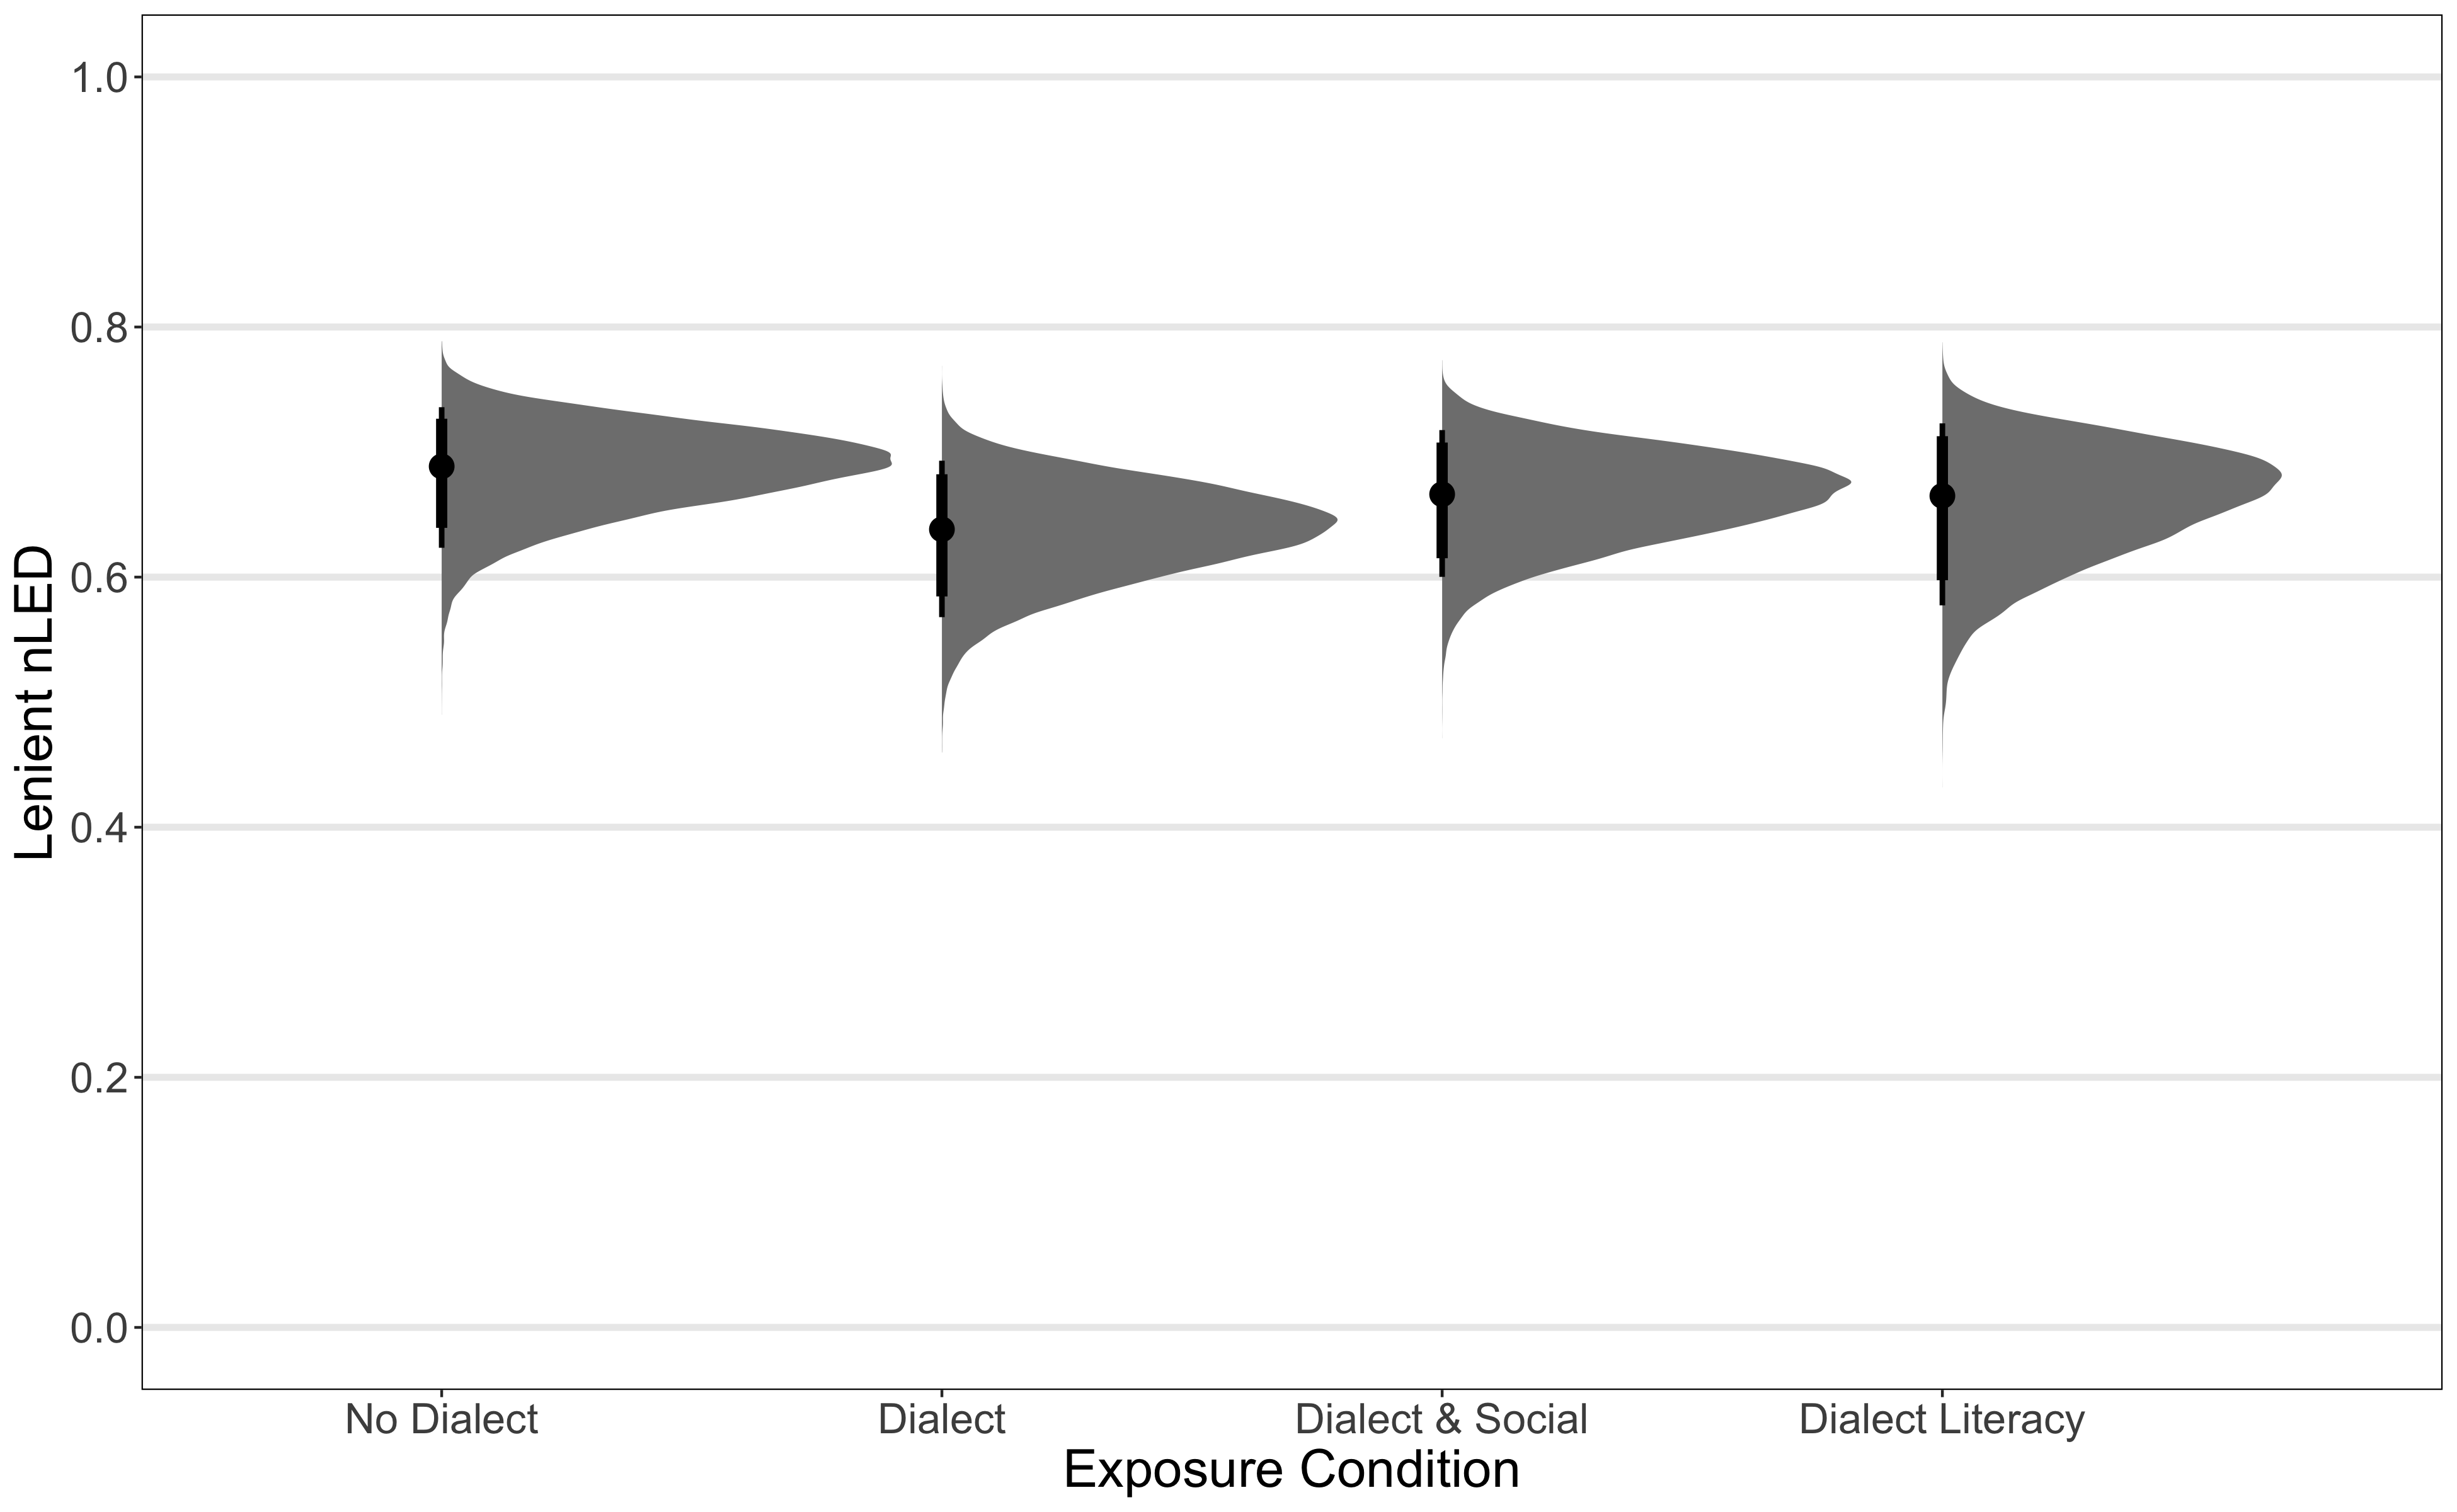 Lenient nLED
1.0
0.8
0.6
0.4
0.2
0.0
No Dialect
Dialect
Dialect & Social
Dialect Literacy
Exposure Condition